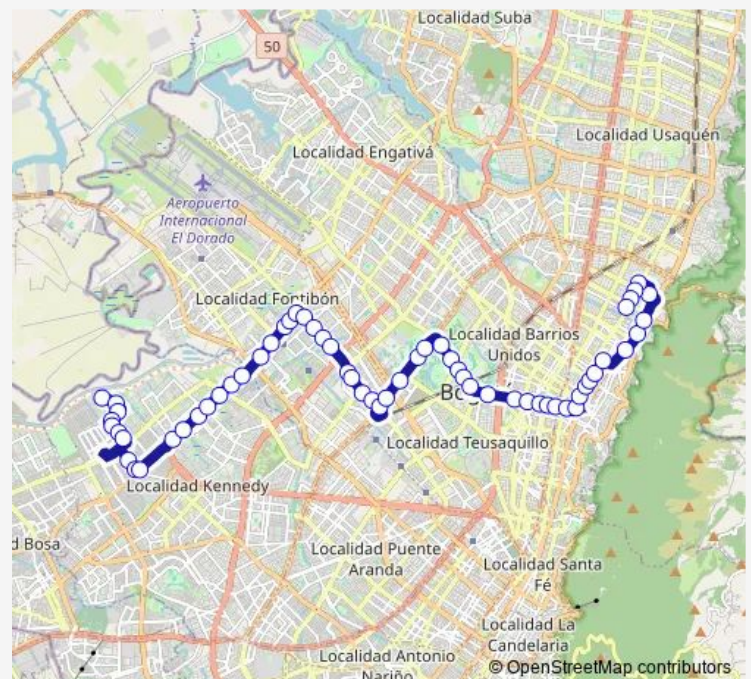 Localidad Suba
50
Localidad Usaquén
Localidad Engativá
Aeropuerto
Internacional
El Dorado
Localidad Fontibón
Localidad Barrios
Unidos
Localidad Teusaquillo
Localidad Kennedy
d Bosa
Localidad Puente
Aranda
Localidad Santa
Fé
Localidad La
Candelaria
Localidad Antonio
Nariño
© OpenStreetMap contributors